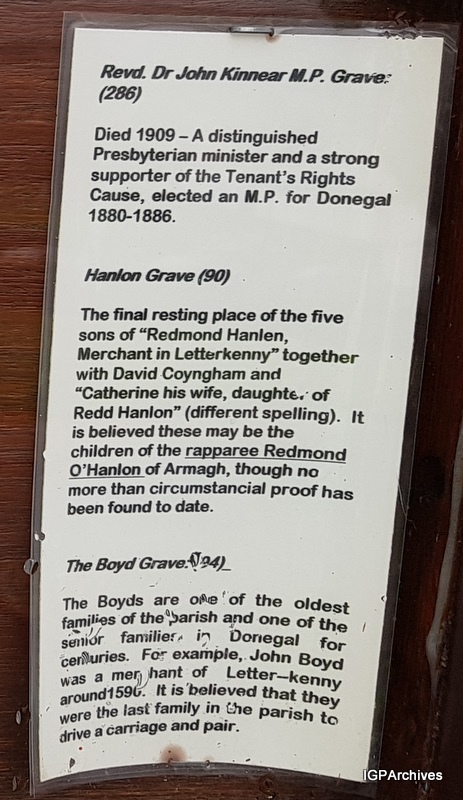 Revd. Dr John Kinnear M.P. Grave:
(286)
Died 1909 – A distinguished
Presbyterian minister and a strong
supporter of the Tenant's Rights
Cause, elected an M.P. for Donegal
1880-1886.
Hanlon Grave (90)
The final resting place of the five
sons of "Redmond Hanlen,
Merchant in Letterkenny" together
with David Coyngham and
"Catherine his wife, daughter of
Redd Hanlon" (different spelling). It
is believed these may be the
children of the rapparee Redmond
O'Hanlon of Armagh, though no
more than circumstancial proof has
been found to date.
The Boyd Grave:
The Boyds are one of the oldest
families of the parish and one of the
senior families in Donegal for
centuries. For example, John Boyd
was a merchant of Letter–kenny
around1590. It is believed that they
were the last family in the parish to
drive a carriage and pair.
IGPArchives